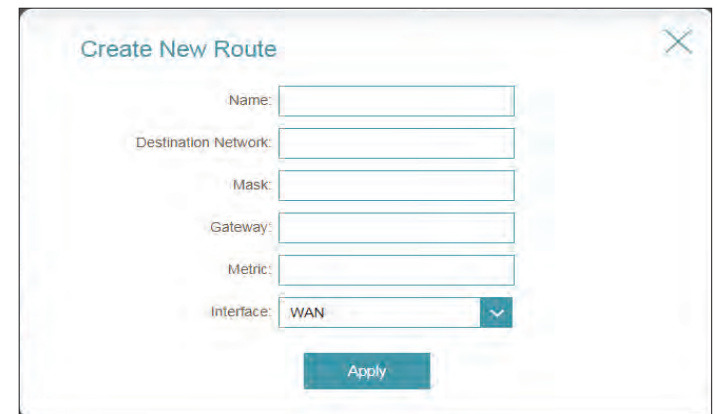 Create New Route
Name:
Destination Network:
Mask:
Gateway:
Metric:
Interface: WAN
Apply